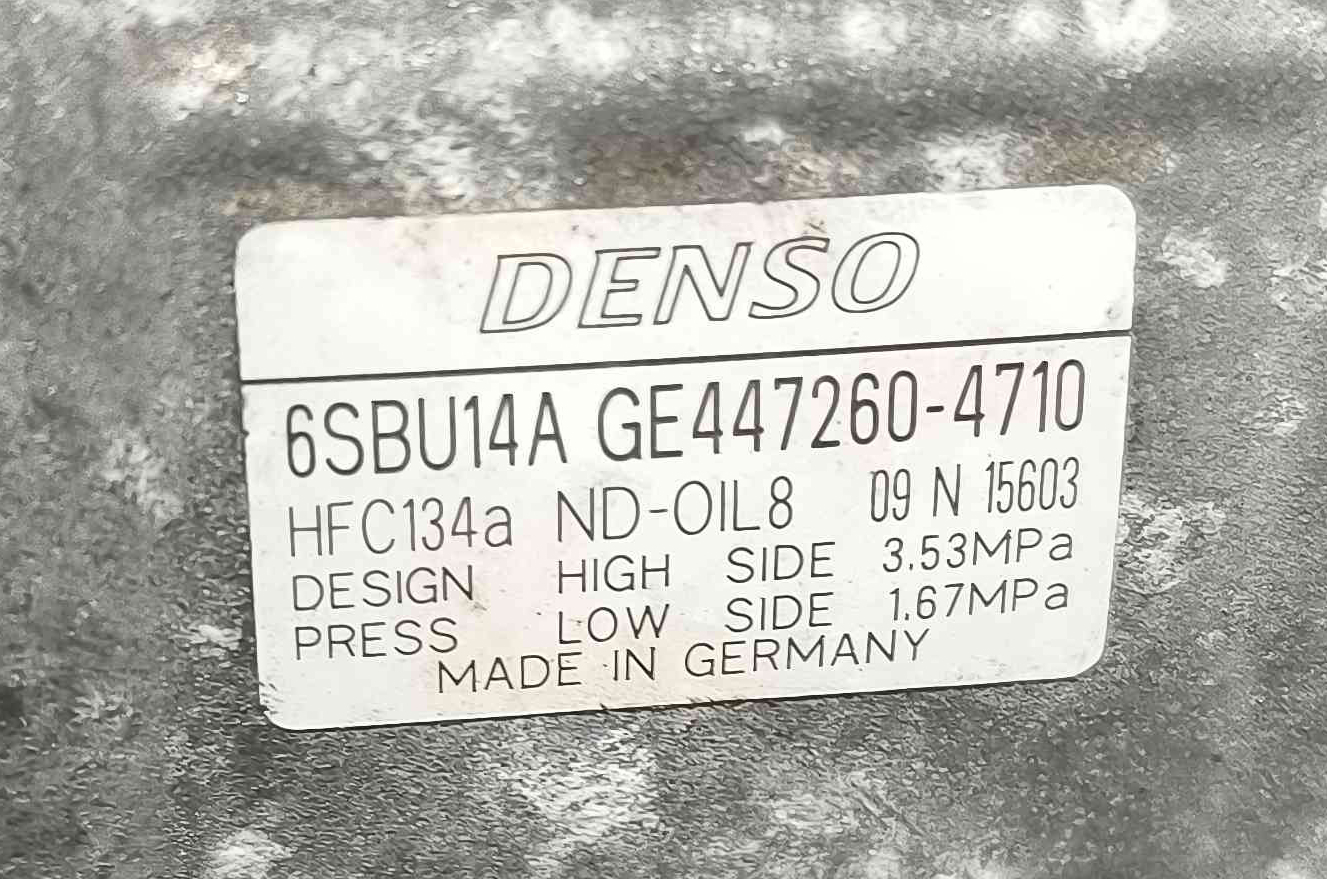 DENSO
6SBU14A GE447260-4710
HFC134a ND-OIL8 09 N 15603
DESIGN HIGH SIDE 3.53MPa
PRESS LOW SIDE 1.67MPa
MADE IN GERMANY